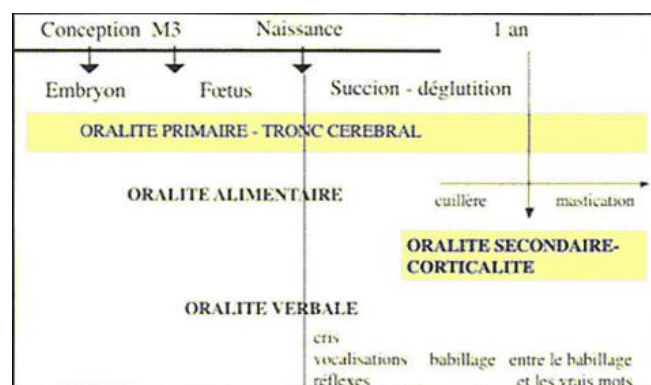 Conception M3 Naissance 1 an
Embryon Fœtus Succion - déglutition
ORALITE PRIMAIRE - TRONC CEREBRAL
ORALITE ALIMENTAIRE
cuillère mastication
ORALITE SECONDAIRE-
CORTICALITE
ORALITE VERBALE
cris
vocalisations babillage entre le babillage
réflexes et les vrais mots